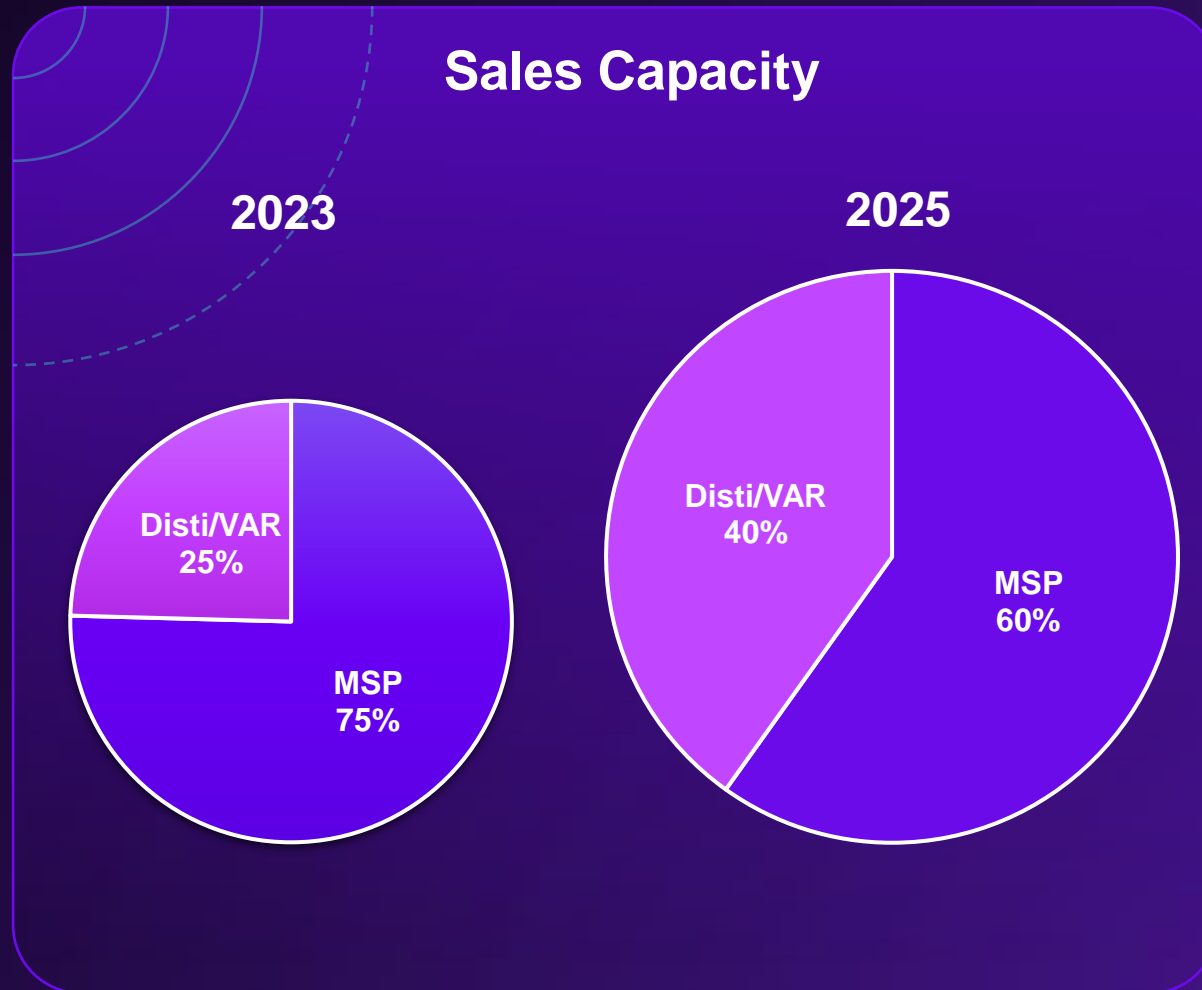 Sales Capacity
2023
2025
Disti/VAR
25%
MSP
75%
Disti/VAR
40%
MSP
60%